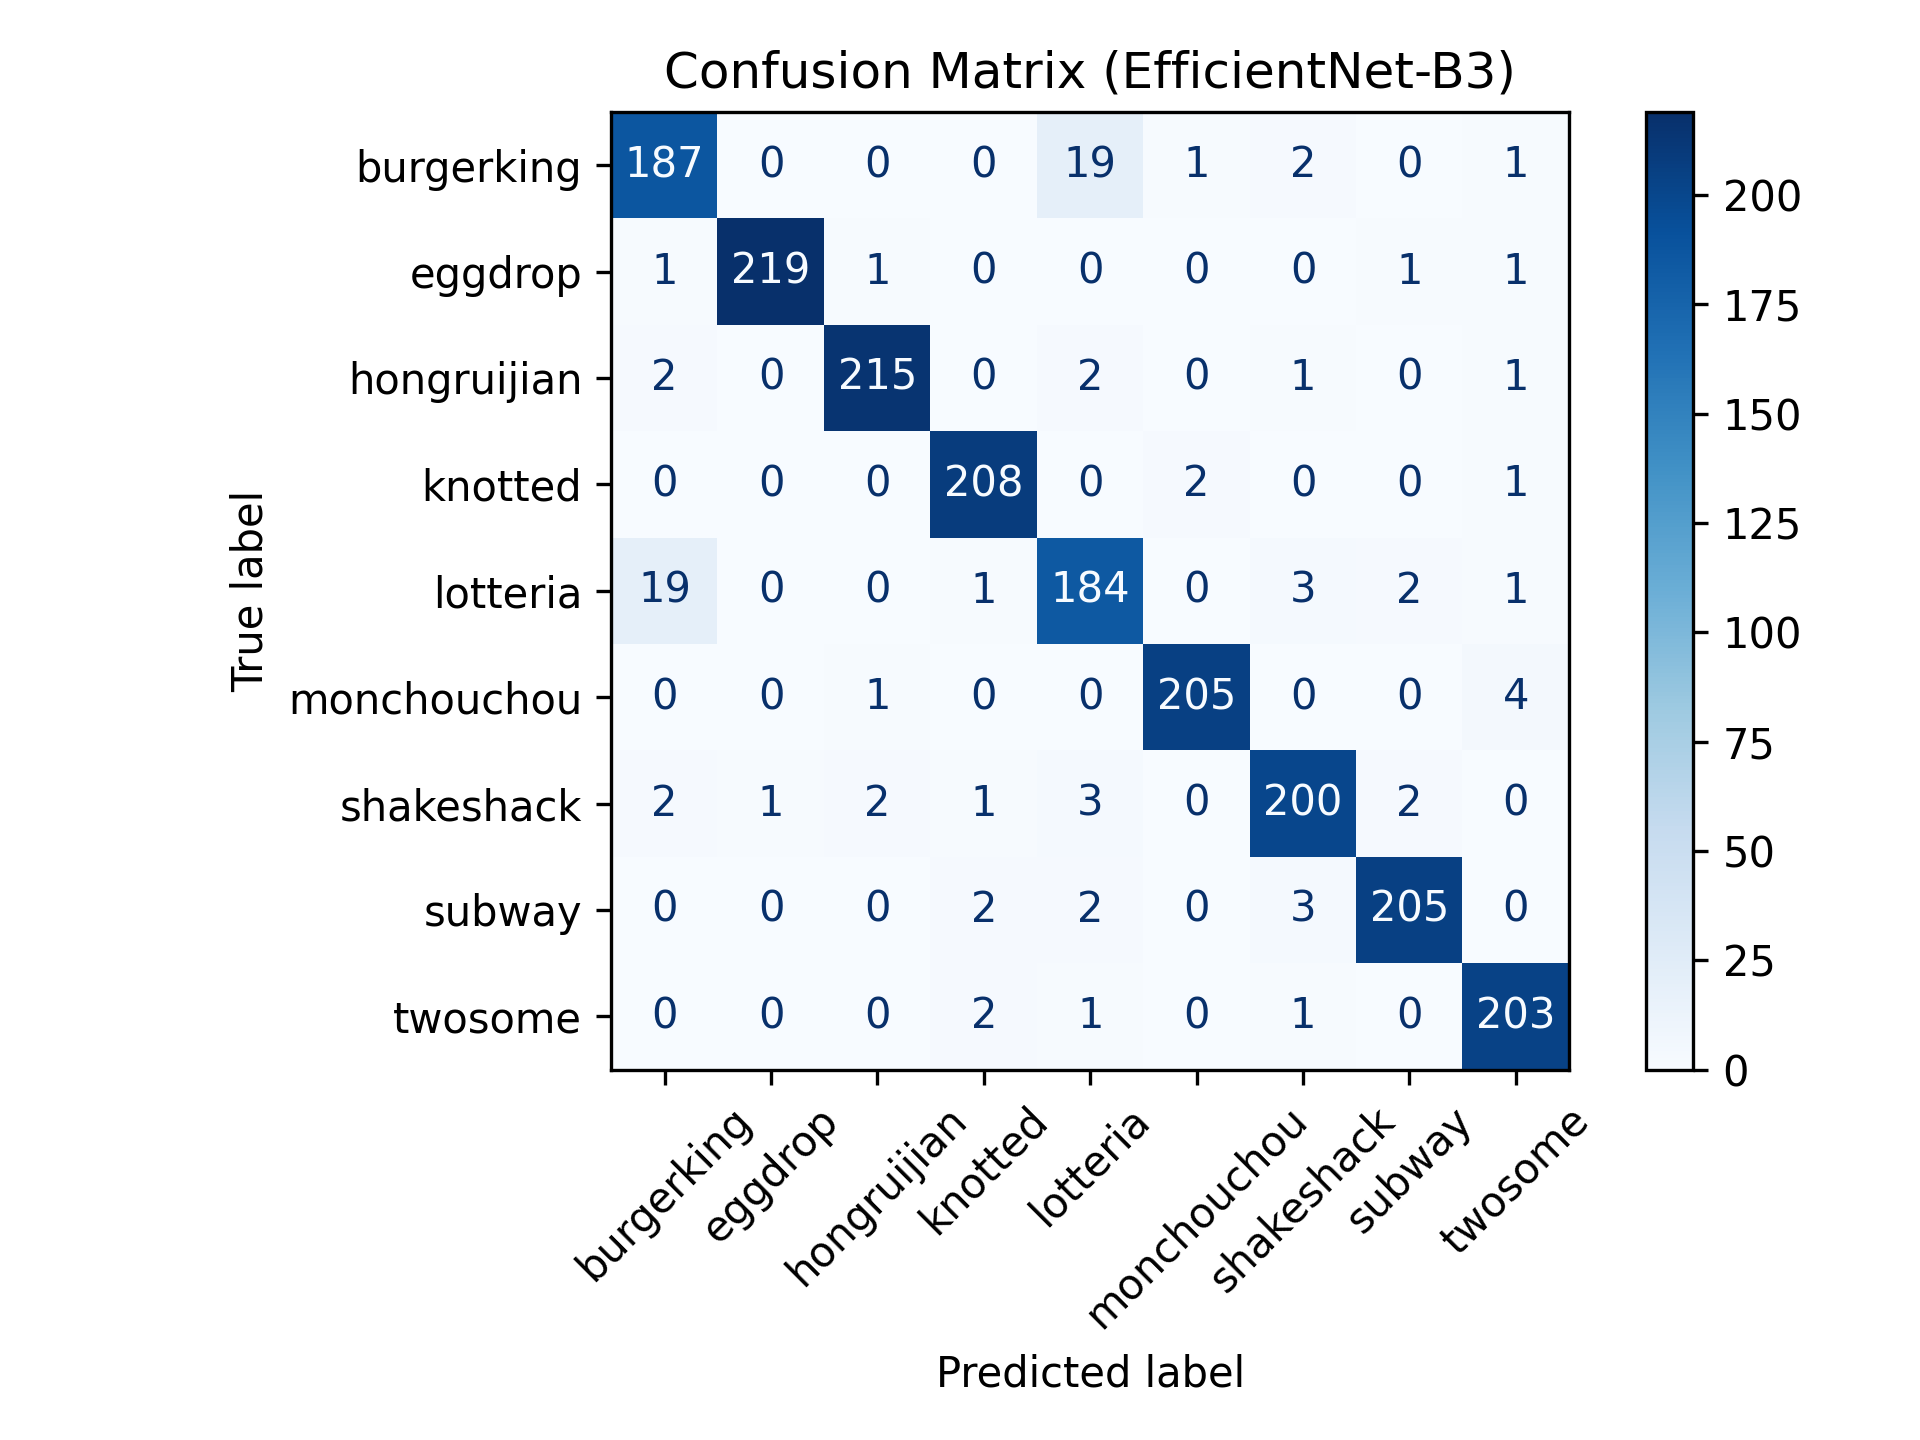 Confusion Matrix (EfficientNet-B3)
burgerking 187 0 0 0 19 1 2 0 1
eggdrop 1 219 1 0 0 0 0 1 1
hongruijian 2 0 215 0 2 0 1 0 1
knotted 0 0 0 208 0 2 0 0 1
lotteria 19 0 0 1 184 0 3 2 1
monchouchou 0 0 1 0 0 205 0 0 4
shakeshack 2 1 2 1 3 0 200 2 0
subway 0 0 0 2 2 0 3 205 0
twosome 0 0 0 2 1 0 1 0 203
True label
burgerking eggdrop hongruijian knotted lotteria monchouchou shakeshack subway twosome
Predicted label
200
175
150
125
100
75
50
25
0